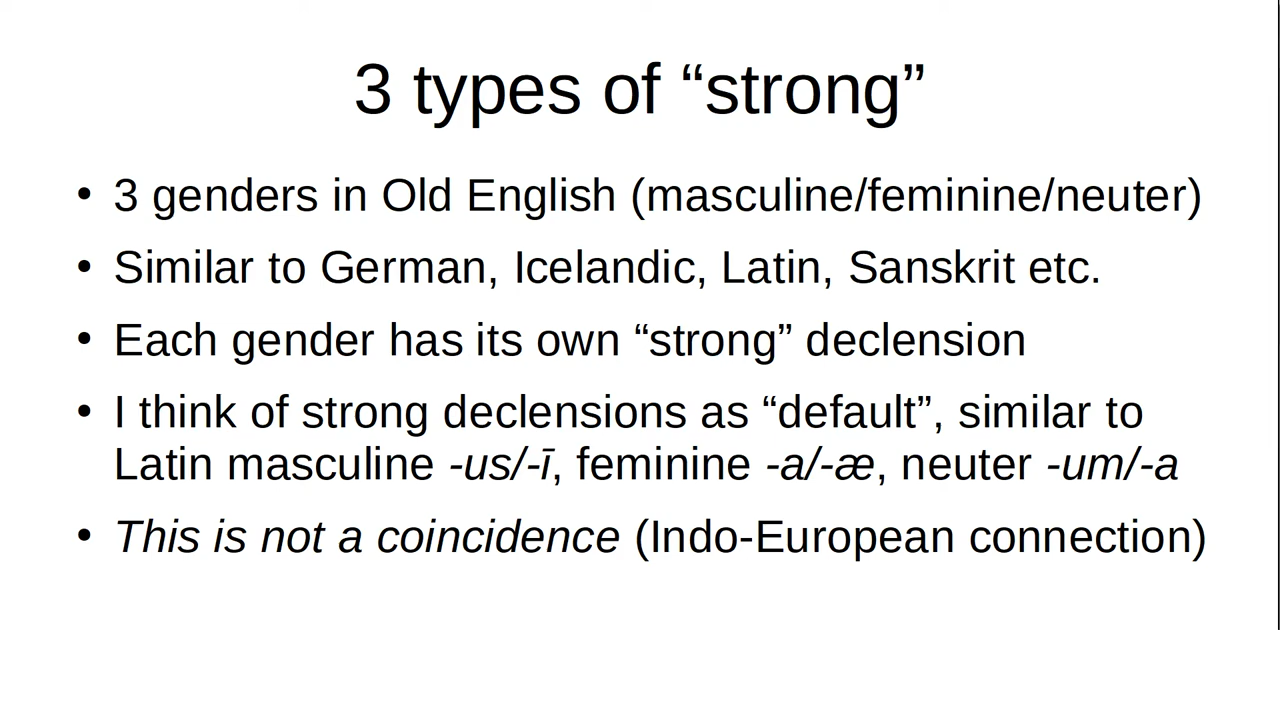 3 types of “strong”
• 3 genders in Old English (masculine/feminine/neuter)
• Similar to German, Icelandic, Latin, Sanskrit etc.
• Each gender has its own “strong” declension
• I think of strong declensions as “default”, similar to
Latin masculine -us/-ī, feminine -a/-æ, neuter -um/-a
• This is not a coincidence (Indo-European connection)